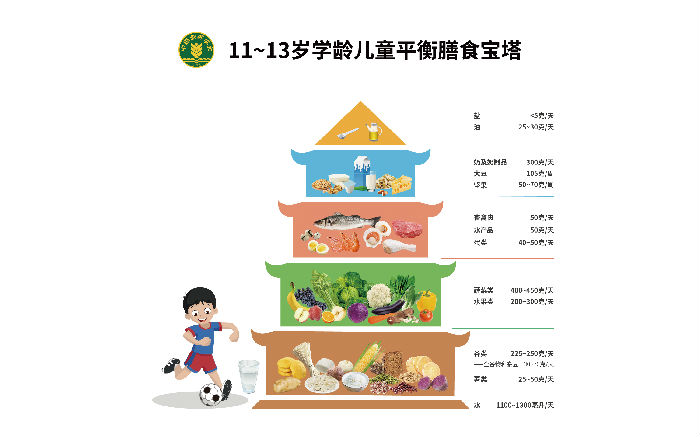 11~13岁学龄儿童平衡膳食宝塔
盐 <5克/天
油 25~30克/天
奶及奶制品 300克/天
大豆 105克/周
坚果 50~70克/周
畜禽肉 50克/天
水产品 50克/天
蛋类 40~50克/天
蔬菜类 400~450克/天
水果类 200~300克/天
谷类 225~250克/天
薯类 25~50克/天
水 1100~1300毫升/天